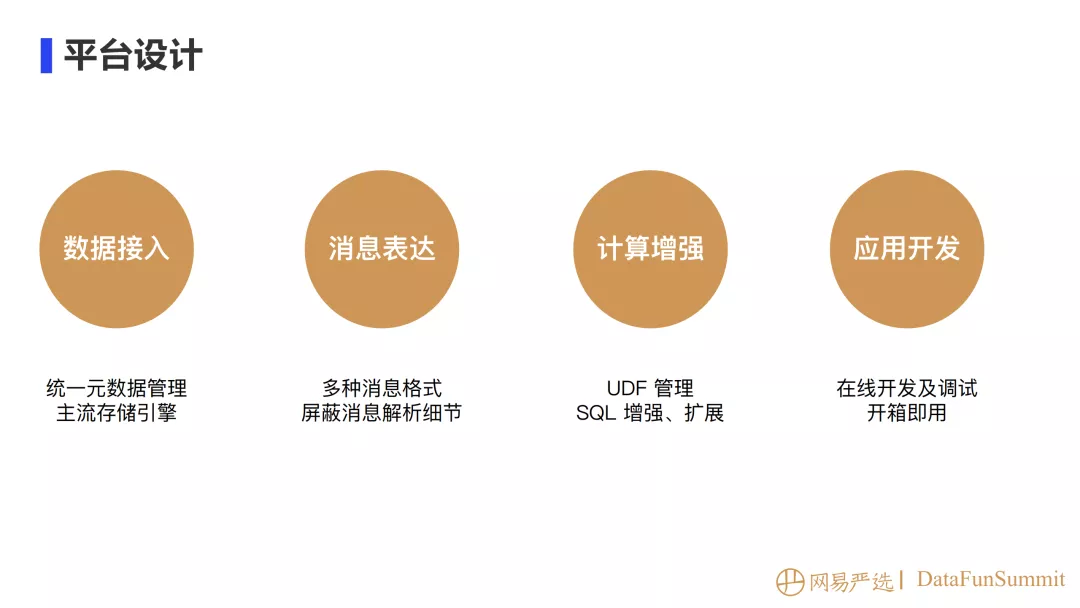 平台设计
数据接入
消息表达
计算增强
应用开发
统一元数据管理
主流存储引擎
多种消息格式
屏蔽消息解析细节
UDF 管理
SQL 增强、扩展
在线开发及调试
开箱即用
网易严选 | DataFunSummit